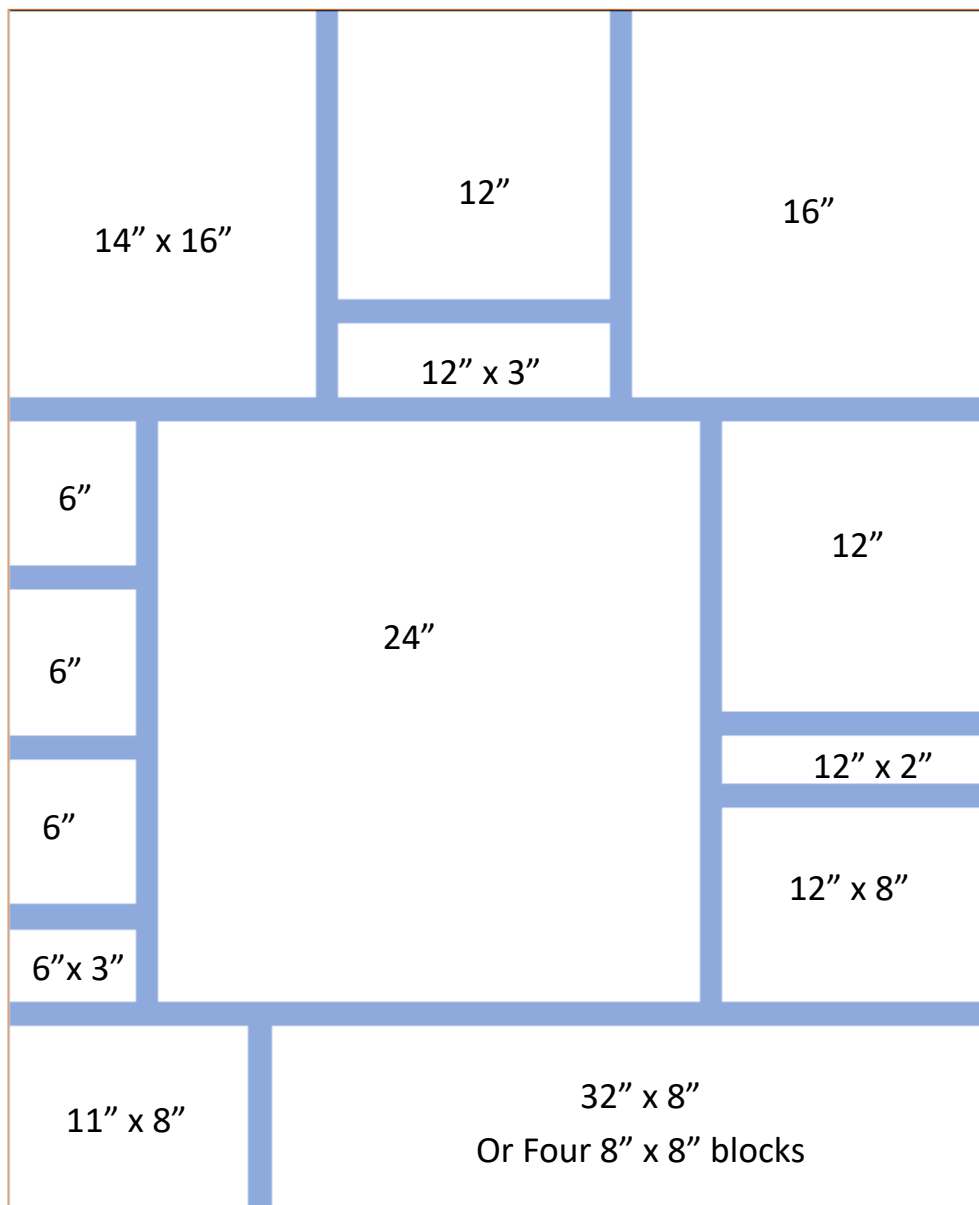 14” x 16”
12”
16”
12” x 3”
6”
24”
12”
6”
12” x 2”
6”
12” x 8”
6”x 3”
11” x 8”
32” x 8”
Or Four 8” x 8” blocks